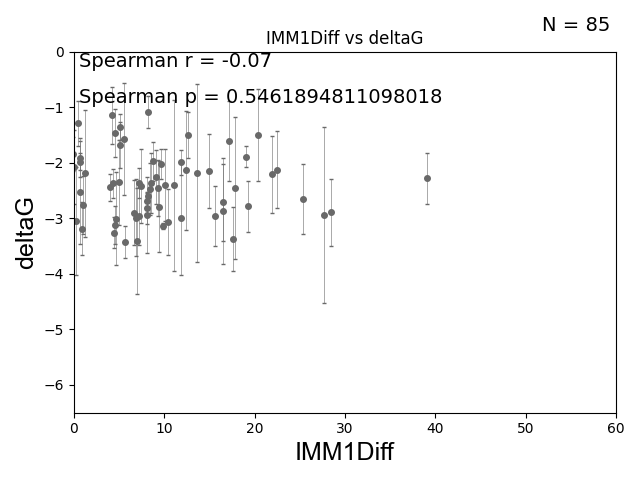 N = 85
IMM1Diff vs deltaG
Spearman r = -0.07
Spearman p = 0.5461894811098018
deltaG
0
−1
−2
−3
−4
−5
−6
0 10 20 30 40 50 60
IMM1Diff